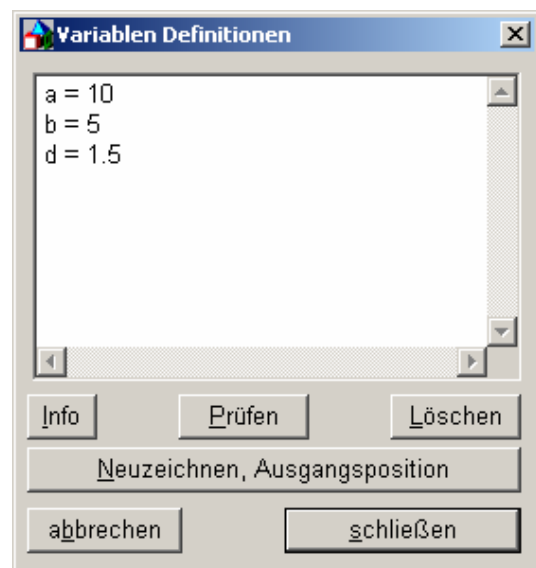 Variablen Definitionen
a = 10
b = 5
d = 1.5
Info Prüfen Löschen
Neuzeichnen, Ausgangsposition
abbrechen schließen